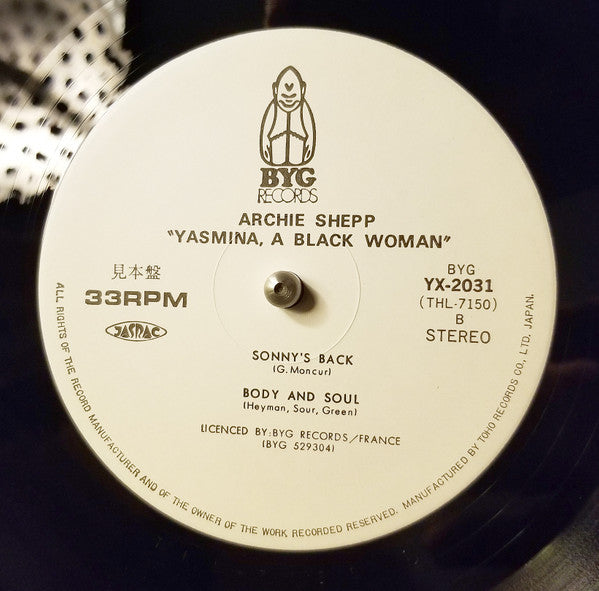 BYG
RECORDS
ARCHIE SHEPP
"YASMINA, A BLACK WOMAN"
見本盤
33RPM
JASRAC
BYG
YX-2031
(THL-7150)
B
STEREO
SONNY'S BACK
(G. Moncur)
BODY AND SOUL
(Heyman, Sour, Green)
LICENCED BY:BYG RECORDS/FRANCE
(BYG 529304)
ALL RIGHTS OF THE RECORD MANUFACTURER AND OF THE OWNER OF THE WORK RECORDED RESERVED. MANUFACTURED BY TOHO RECORDS CO., LTD, JAPAN.